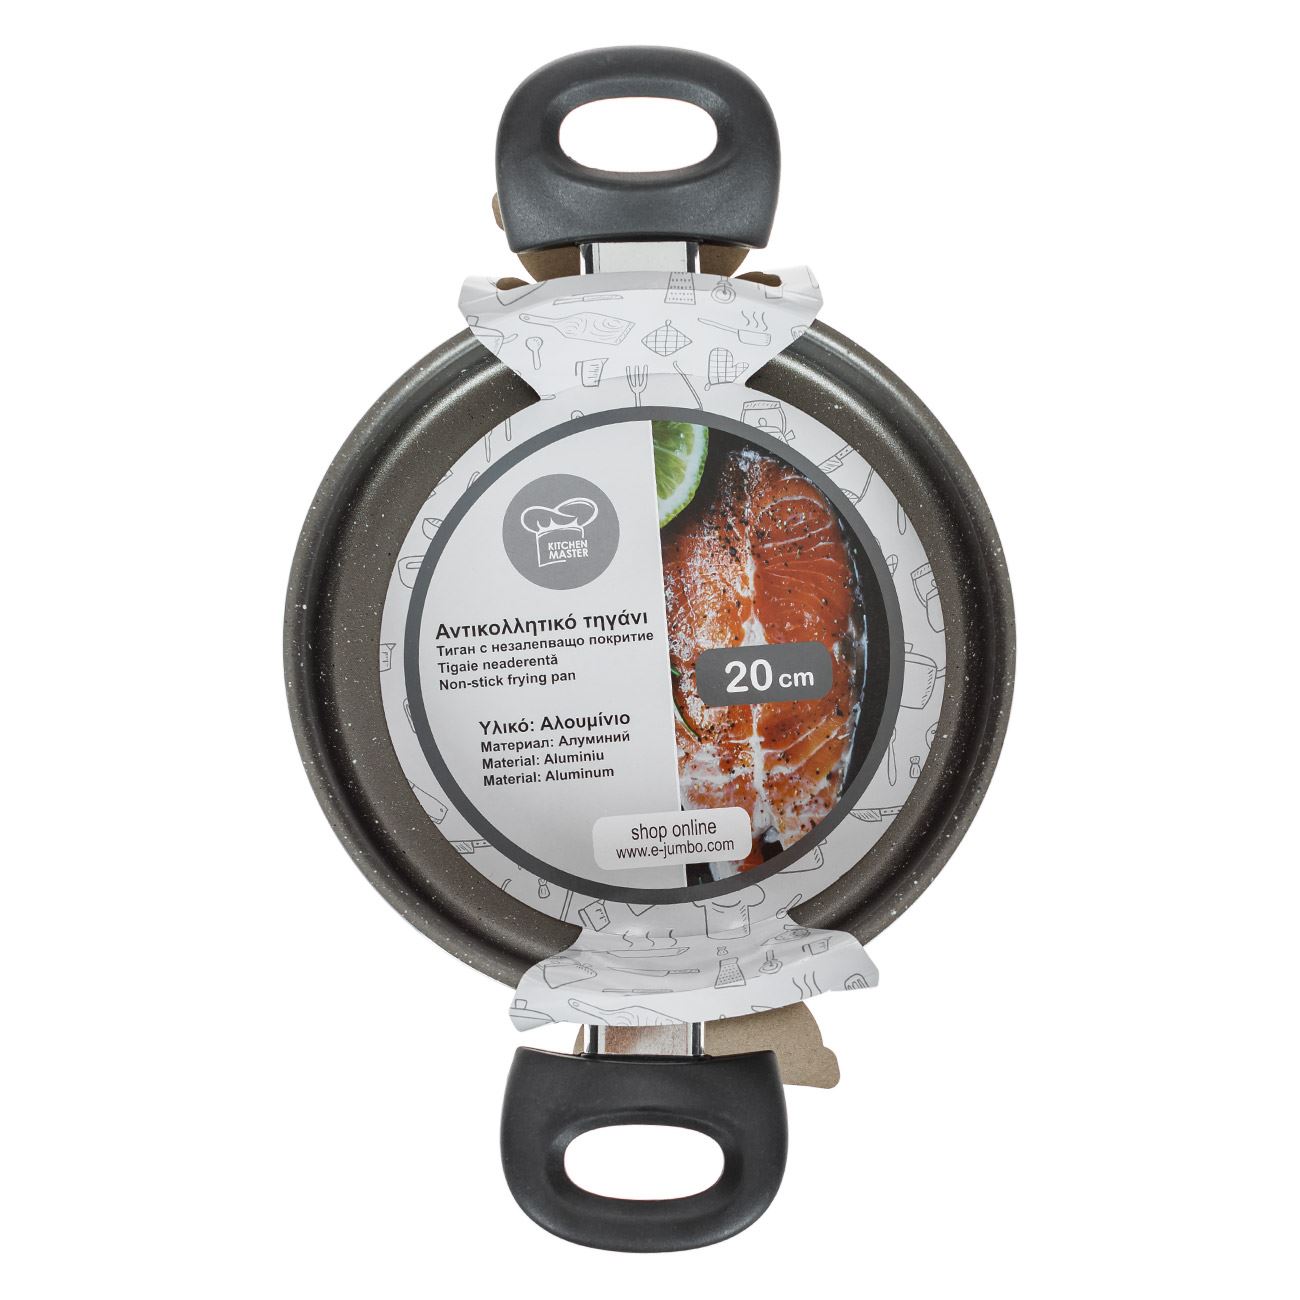 KITCHEN
MASTER
Αντικολλητικό τηγάνι
Тиган с незалепващо покритие
Tigaie neaderentă
Non-stick frying pan
Υλικό: Αλουμίνιο
Материал: Алуминий
Material: Aluminiu
Material: Aluminum
20 cm
shop online
www.e-jumbo.com